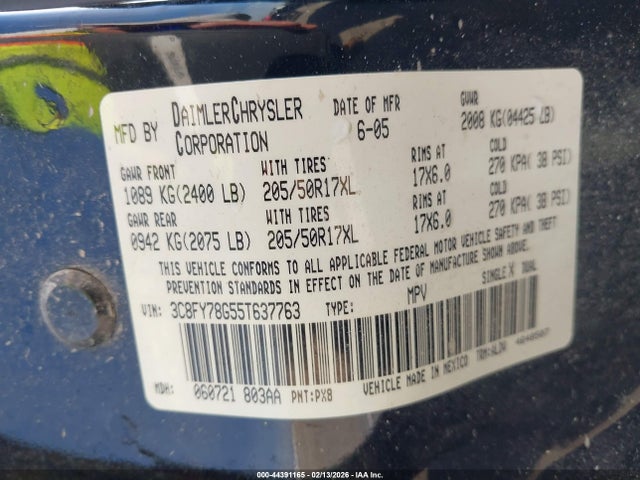 MFD BY DAIMLERCHRYSLER CORPORATION
DATE OF MFR 6-05
GVWR 2008 KG(04425 LB)
GAWR FRONT WITH TIRES RIMS AT COLD
1089 KG(2400 LB) 205/50R17XL 17X6.0 270 KPA( 38 PSI)
GAWR REAR WITH TIRES RIMS AT COLD
0942 KG(2075 LB) 205/50R17XL 17X6.0 270 KPA( 38 PSI)
THIS VEHICLE CONFORMS TO ALL APPLICABLE FEDERAL MOTOR VEHICLE SAFETY AND THEFT
PREVENTION STANDARDS IN EFFECT ON THE DATE OF MANUFACTURE SHOWN ABOVE.
VIN: 3C8FY78G55T637763 TYPE: MPV SINGLE X DUAL
MDH: 060721 803AA PNT:PX8 VEHICLE MADE IN MEXICO TRM:ALDV 4648507
000-44391165 - 02/13/2026 - IAA Inc.